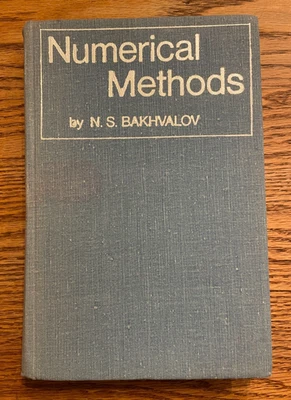 Numerical
Methods
by N. S. BAKHVALOV